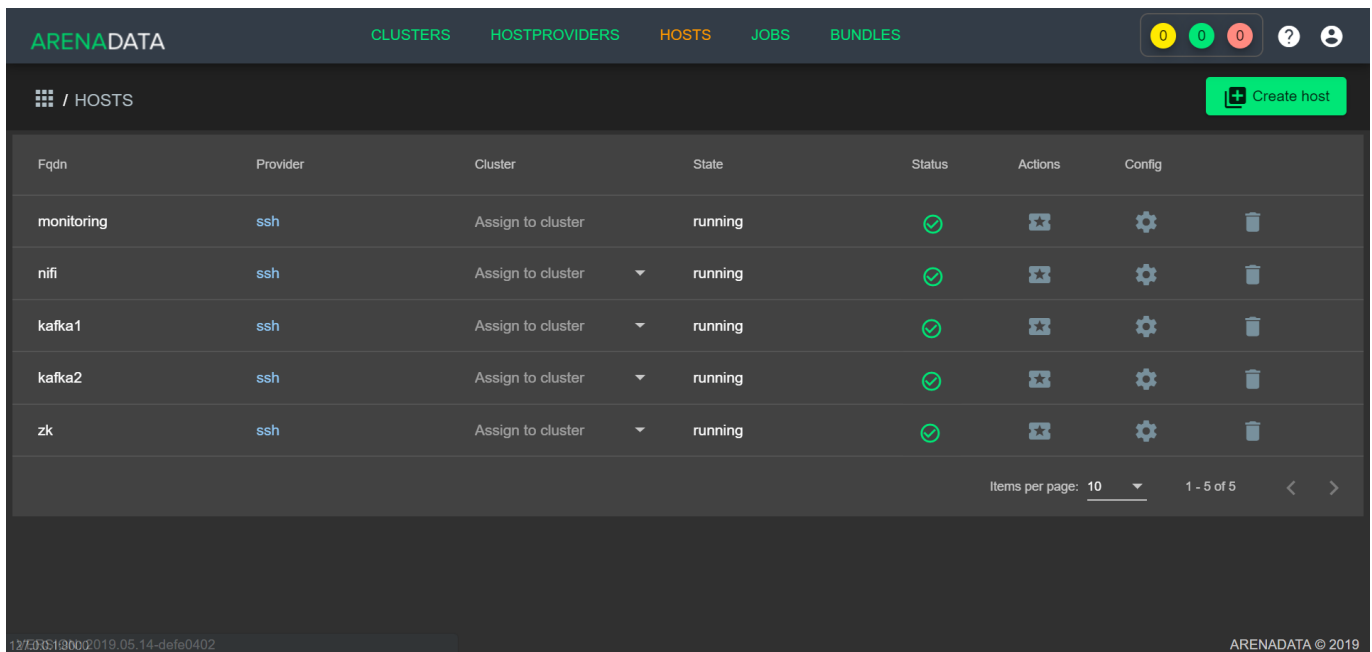 ARENADATA CLUSTERS HOSTPROVIDERS HOSTS JOBS BUNDLES 0 0 0 ?
/ HOSTS Create host
Fqdn Provider Cluster State Status Actions Config
monitoring ssh Assign to cluster running
nifi ssh Assign to cluster running
kafka1 ssh Assign to cluster running
kafka2 ssh Assign to cluster running
zk ssh Assign to cluster running
Items per page: 10 1 - 5 of 5
2019.05.14-defe0402 ARENADATA © 2019